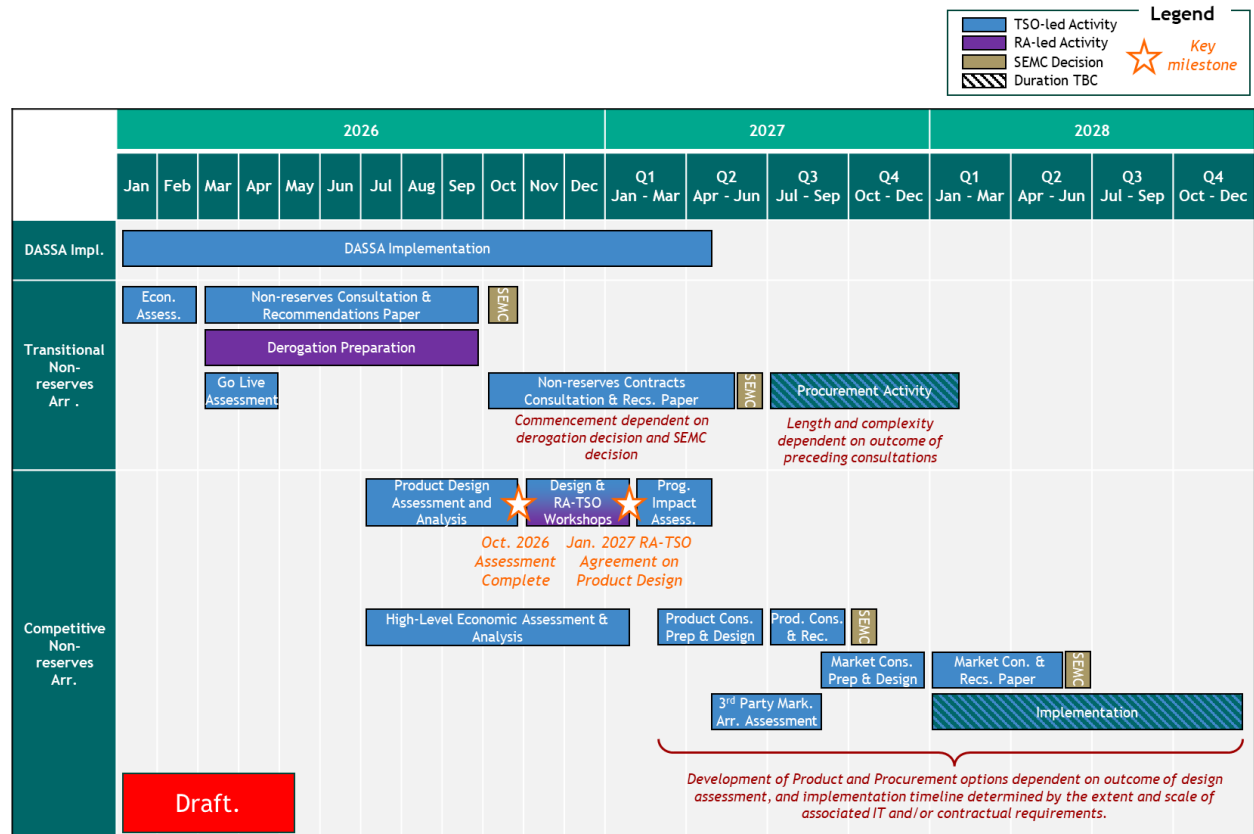 Legend
TSO-led Activity
RA-led Activity
SEMC Decision
Duration TBC
Key
milestone
2026
2027
2028
Jan
Feb
Mar
Apr
May
Jun
Jul
Aug
Sep
Oct
Nov
Dec
Q1
Jan - Mar
Q2
Apr - Jun
Q3
Jul - Sep
Q4
Oct - Dec
Q1
Jan - Mar
Q2
Apr - Jun
Q3
Jul - Sep
Q4
Oct - Dec
DASSA Impl.
DASSA Implementation
Transitional
Non-
reserves
Arr .
Econ.
Assess.
Non-reserves Consultation &
Recommendations Paper
SEMC
Derogation Preparation
Go Live
Assessment
Non-reserves Contracts
Consultation & Recs. Paper
SEMC
Procurement Activity
Commencement dependent on
derogation decision and SEMC
decision
Length and complexity
dependent on outcome of
preceding consultations
Competitive
Non-
reserves
Arr.
Product Design
Assessment and
Analysis
Design &
RA-TSO
Workshops
Prog.
Impact
Assess.
Oct. 2026
Assessment
Complete
Jan. 2027 RA-TSO
Agreement on
Product Design
High-Level Economic Assessment &
Analysis
Product Cons.
Prep & Design
Prod. Cons.
& Rec.
SEMC
Market Cons.
Prep & Design
Market Con. &
Recs. Paper
SEMC
3rd Party Mark.
Arr. Assessment
Implementation
Development of Product and Procurement options dependent on outcome of design
assessment, and implementation timeline determined by the extent and scale of
associated IT and/or contractual requirements.
Draft.